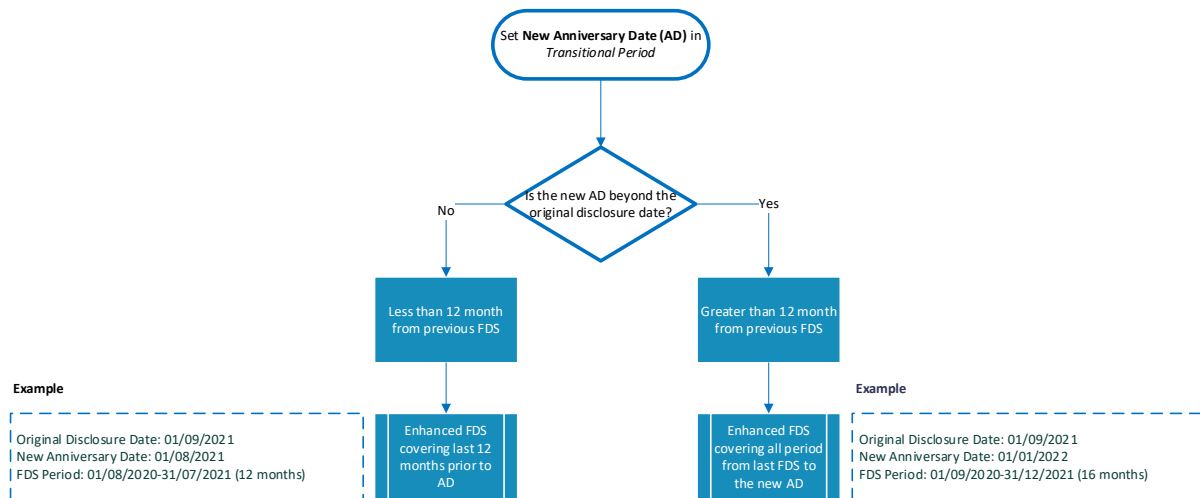 Set New Anniversary Date (AD) in
Transitional Period
Is the new AD beyond the
original disclosure date?
No
Yes
Less than 12 month
from previous FDS
Greater than 12 month
from previous FDS
Example
Original Disclosure Date: 01/09/2021
New Anniversary Date: 01/08/2021
FDS Period: 01/08/2020-31/07/2021 (12 months)
Enhanced FDS
covering last 12
months prior to
AD
Enhanced FDS
covering all period
from last FDS to
the new AD
Example
Original Disclosure Date: 01/09/2021
New Anniversary Date: 01/01/2022
FDS Period: 01/09/2020-31/12/2021 (16 months)